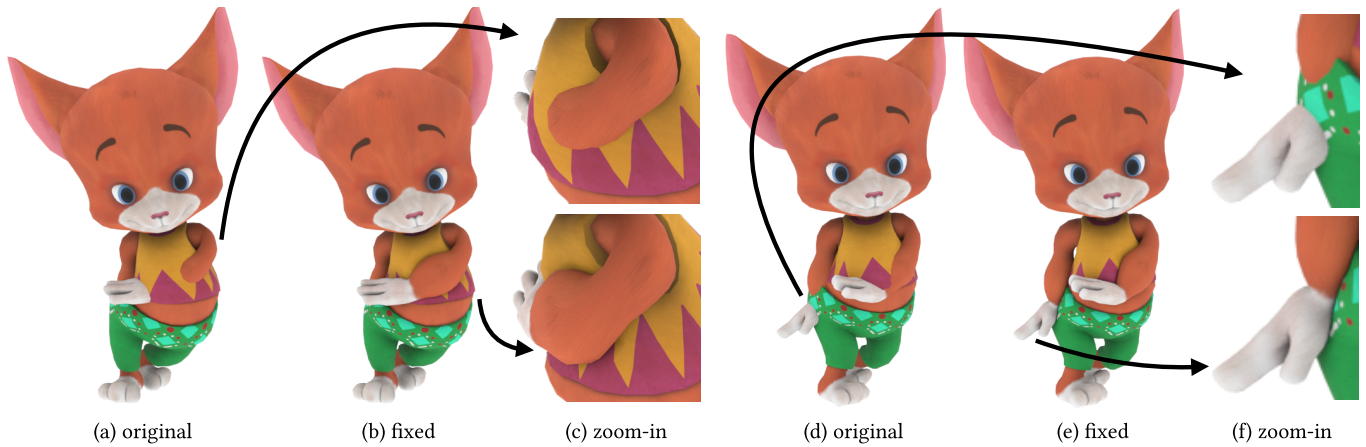 (a) original
(b) fixed
(c) zoom-in
(d) original
(e) fixed
(f) zoom-in